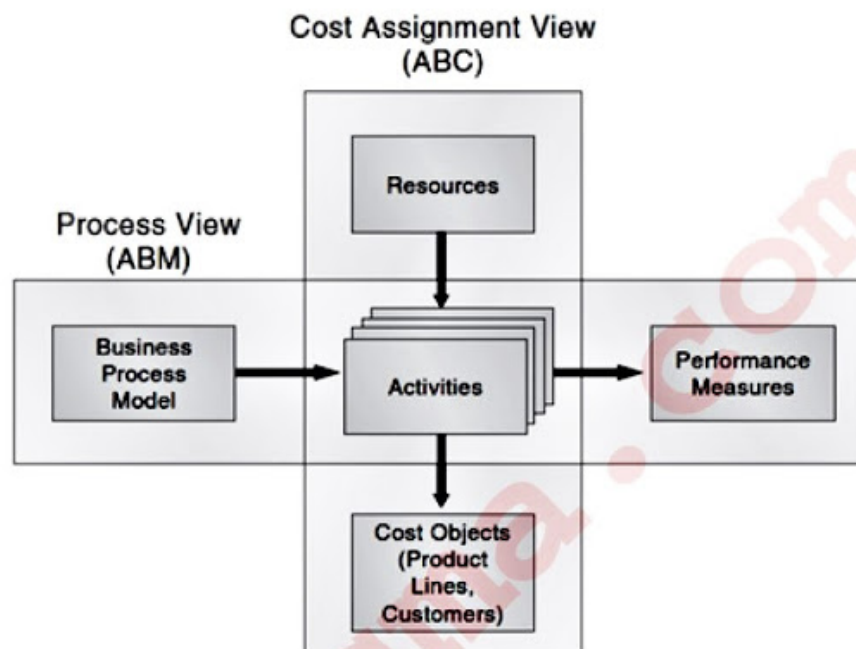 Cost Assignment View
(ABC)
Resources
Process View
(ABM)
Business
Process
Model
Activities
Performance
Measures
Cost Objects
(Product
Lines,
Customers)